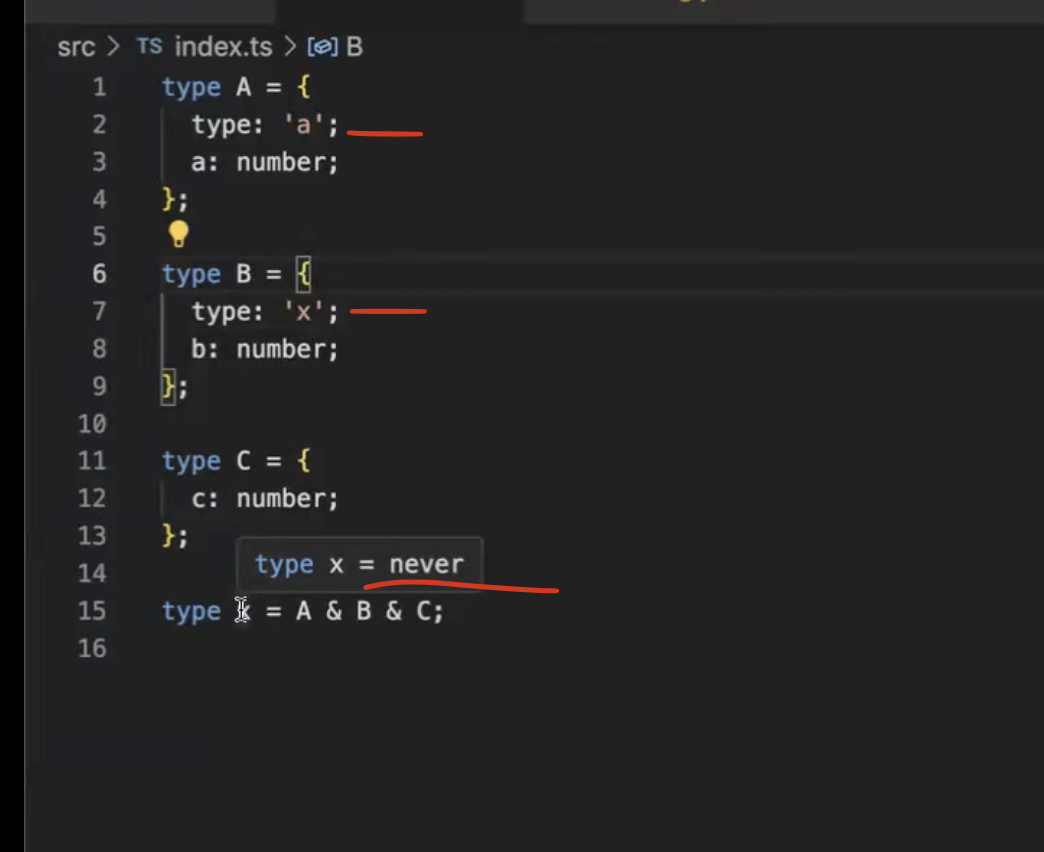 src > TS index.ts > B
1 type A = {
2 type: 'a';
3 a: number;
4 };
5
6 type B = {
7 type: 'x';
8 b: number;
9 };
10
11 type C = {
12 c: number;
13 };
type x = never
14
15 type x = A & B & C;
16